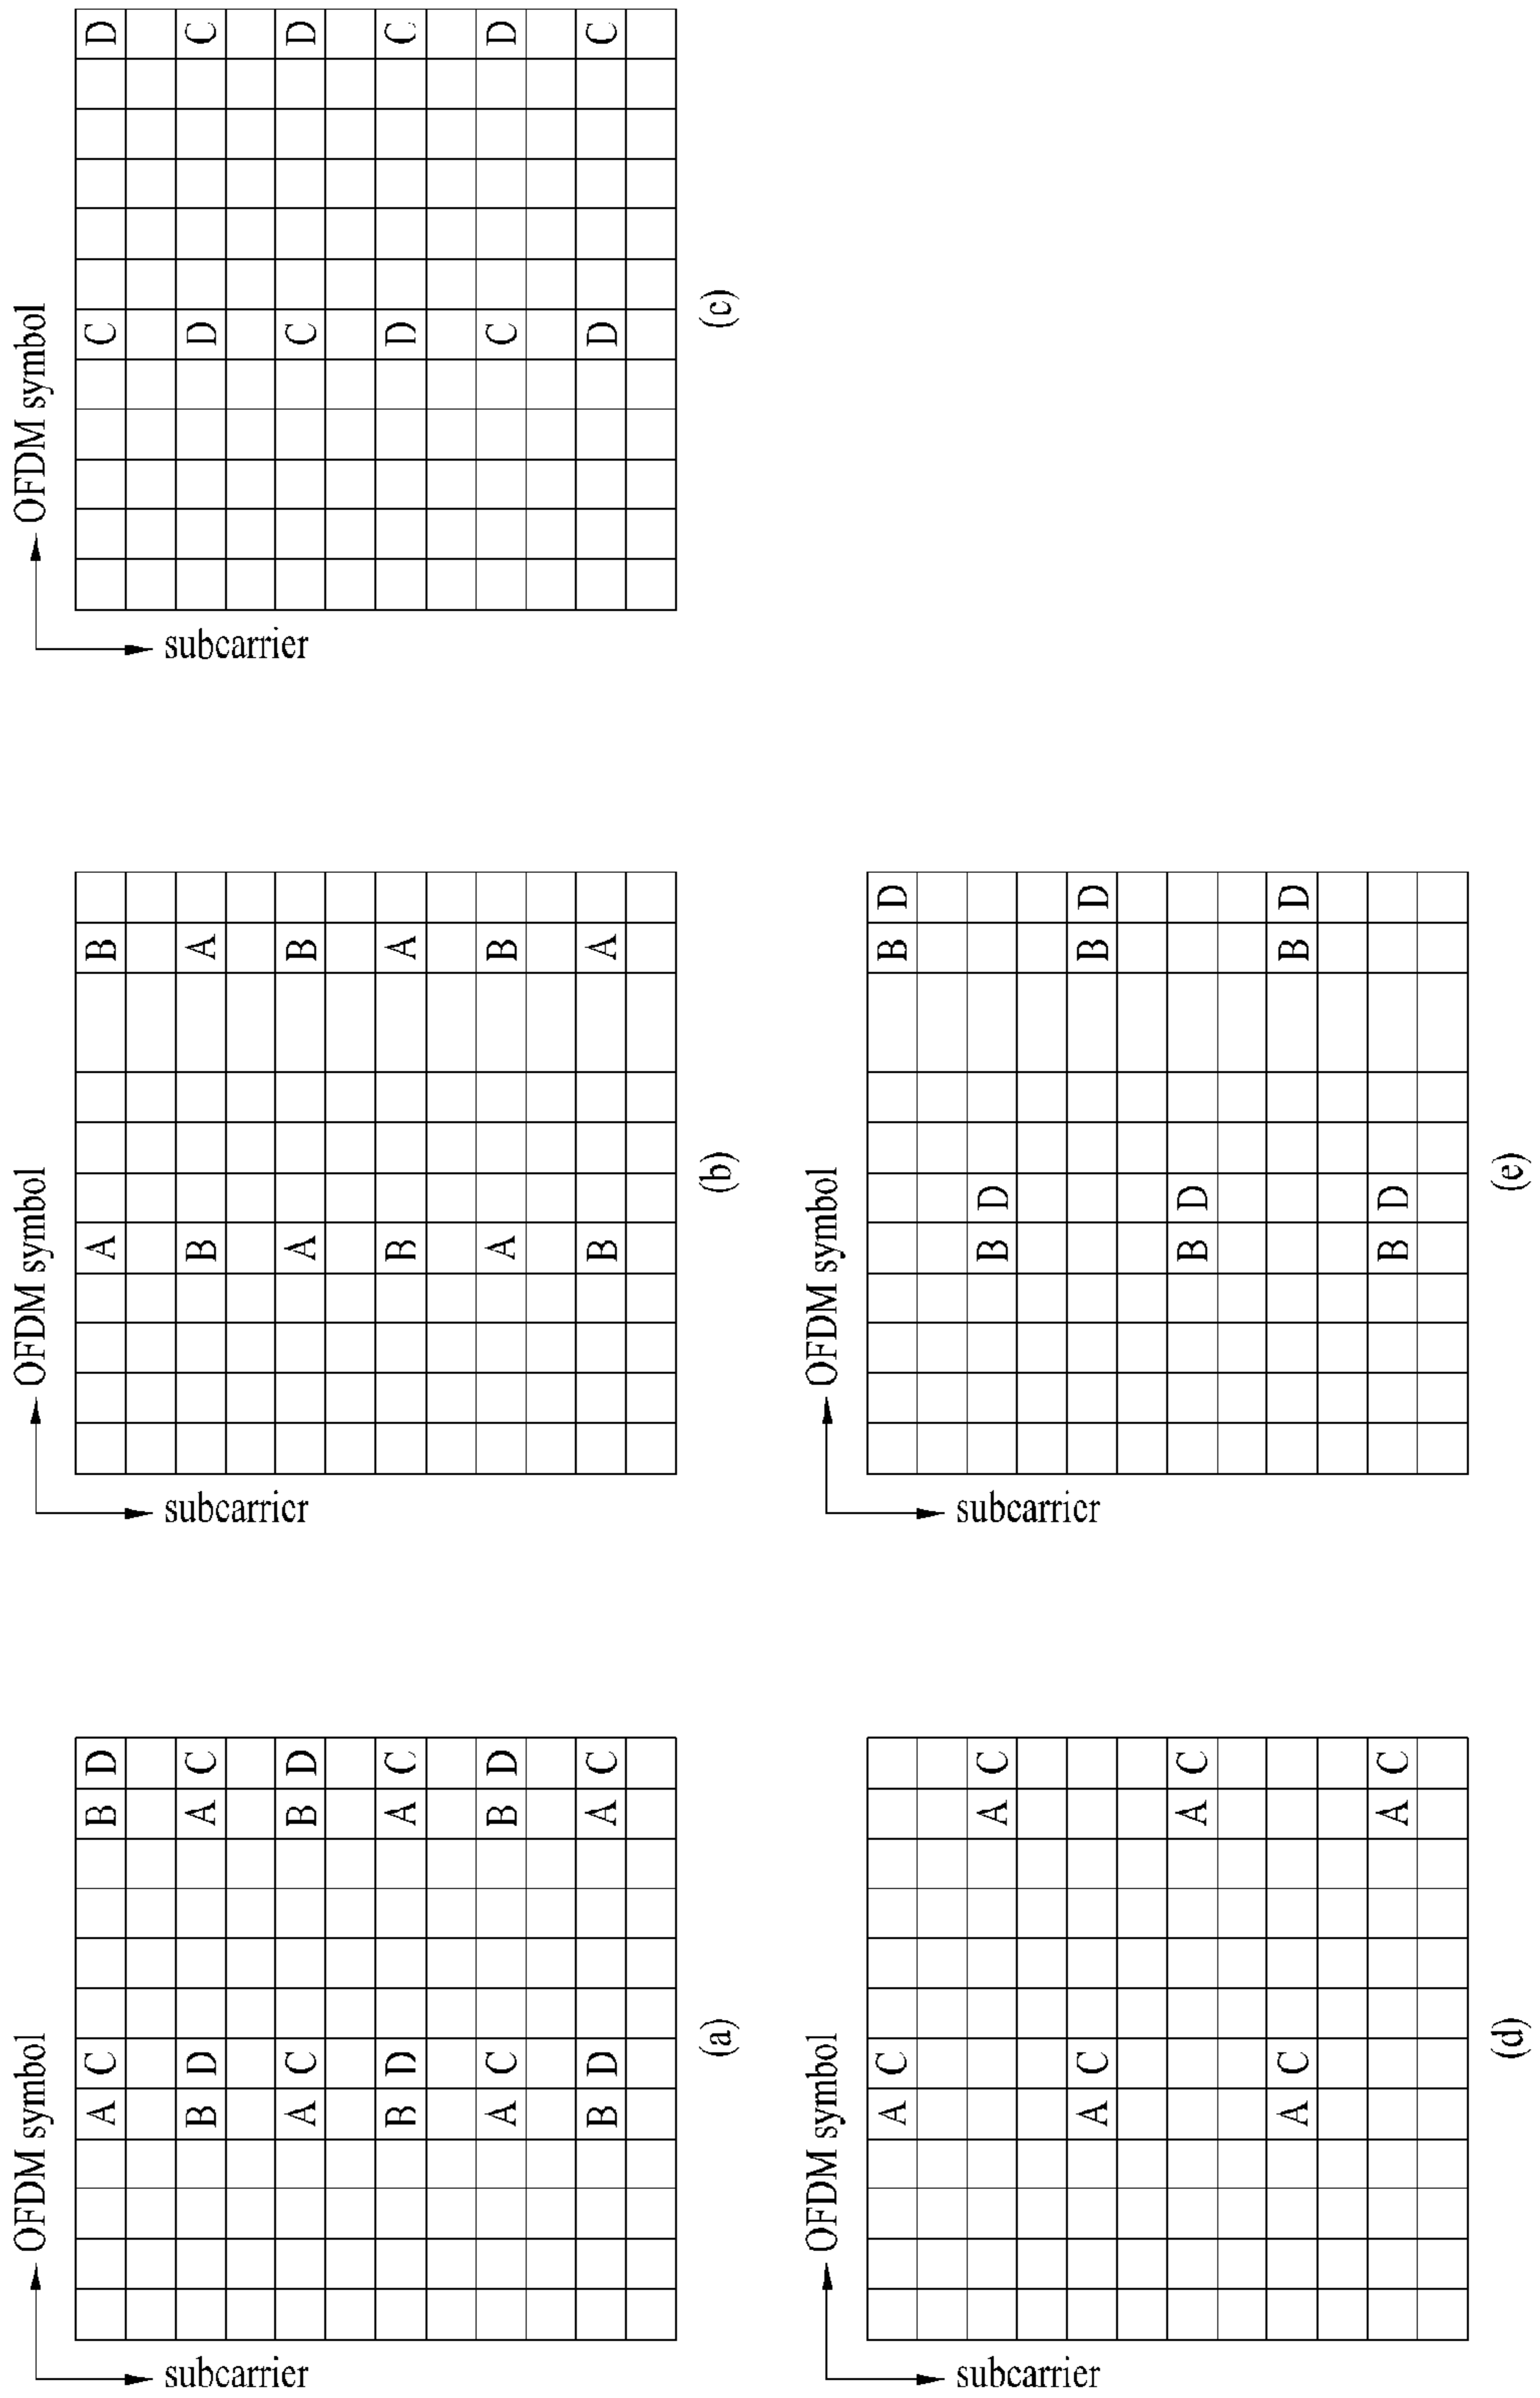 OFDM symbol
subcarrier
A C B D
B D A C
A C B D
B D A C
A C B D
B D A C
(a)
OFDM symbol
subcarrier
A B
B A
A B
B A
A B
B A
(b)
OFDM symbol
subcarrier
C D
D C
C D
D C
C D
D C
(c)
OFDM symbol
subcarrier
A C
A C
A C
A C
A C
A C
(d)
OFDM symbol
subcarrier
B D
B D
B D
B D
B D
B D
(e)